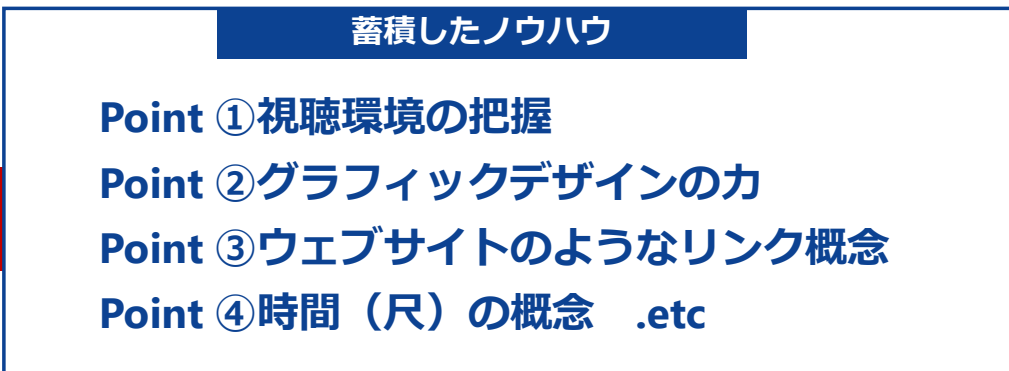 蓄積したノウハウ
Point ①視聴環境の把握
Point ②グラフィックデザインの力
Point ③ウェブサイトのようなリンク概念
Point ④時間（尺）の概念　.etc